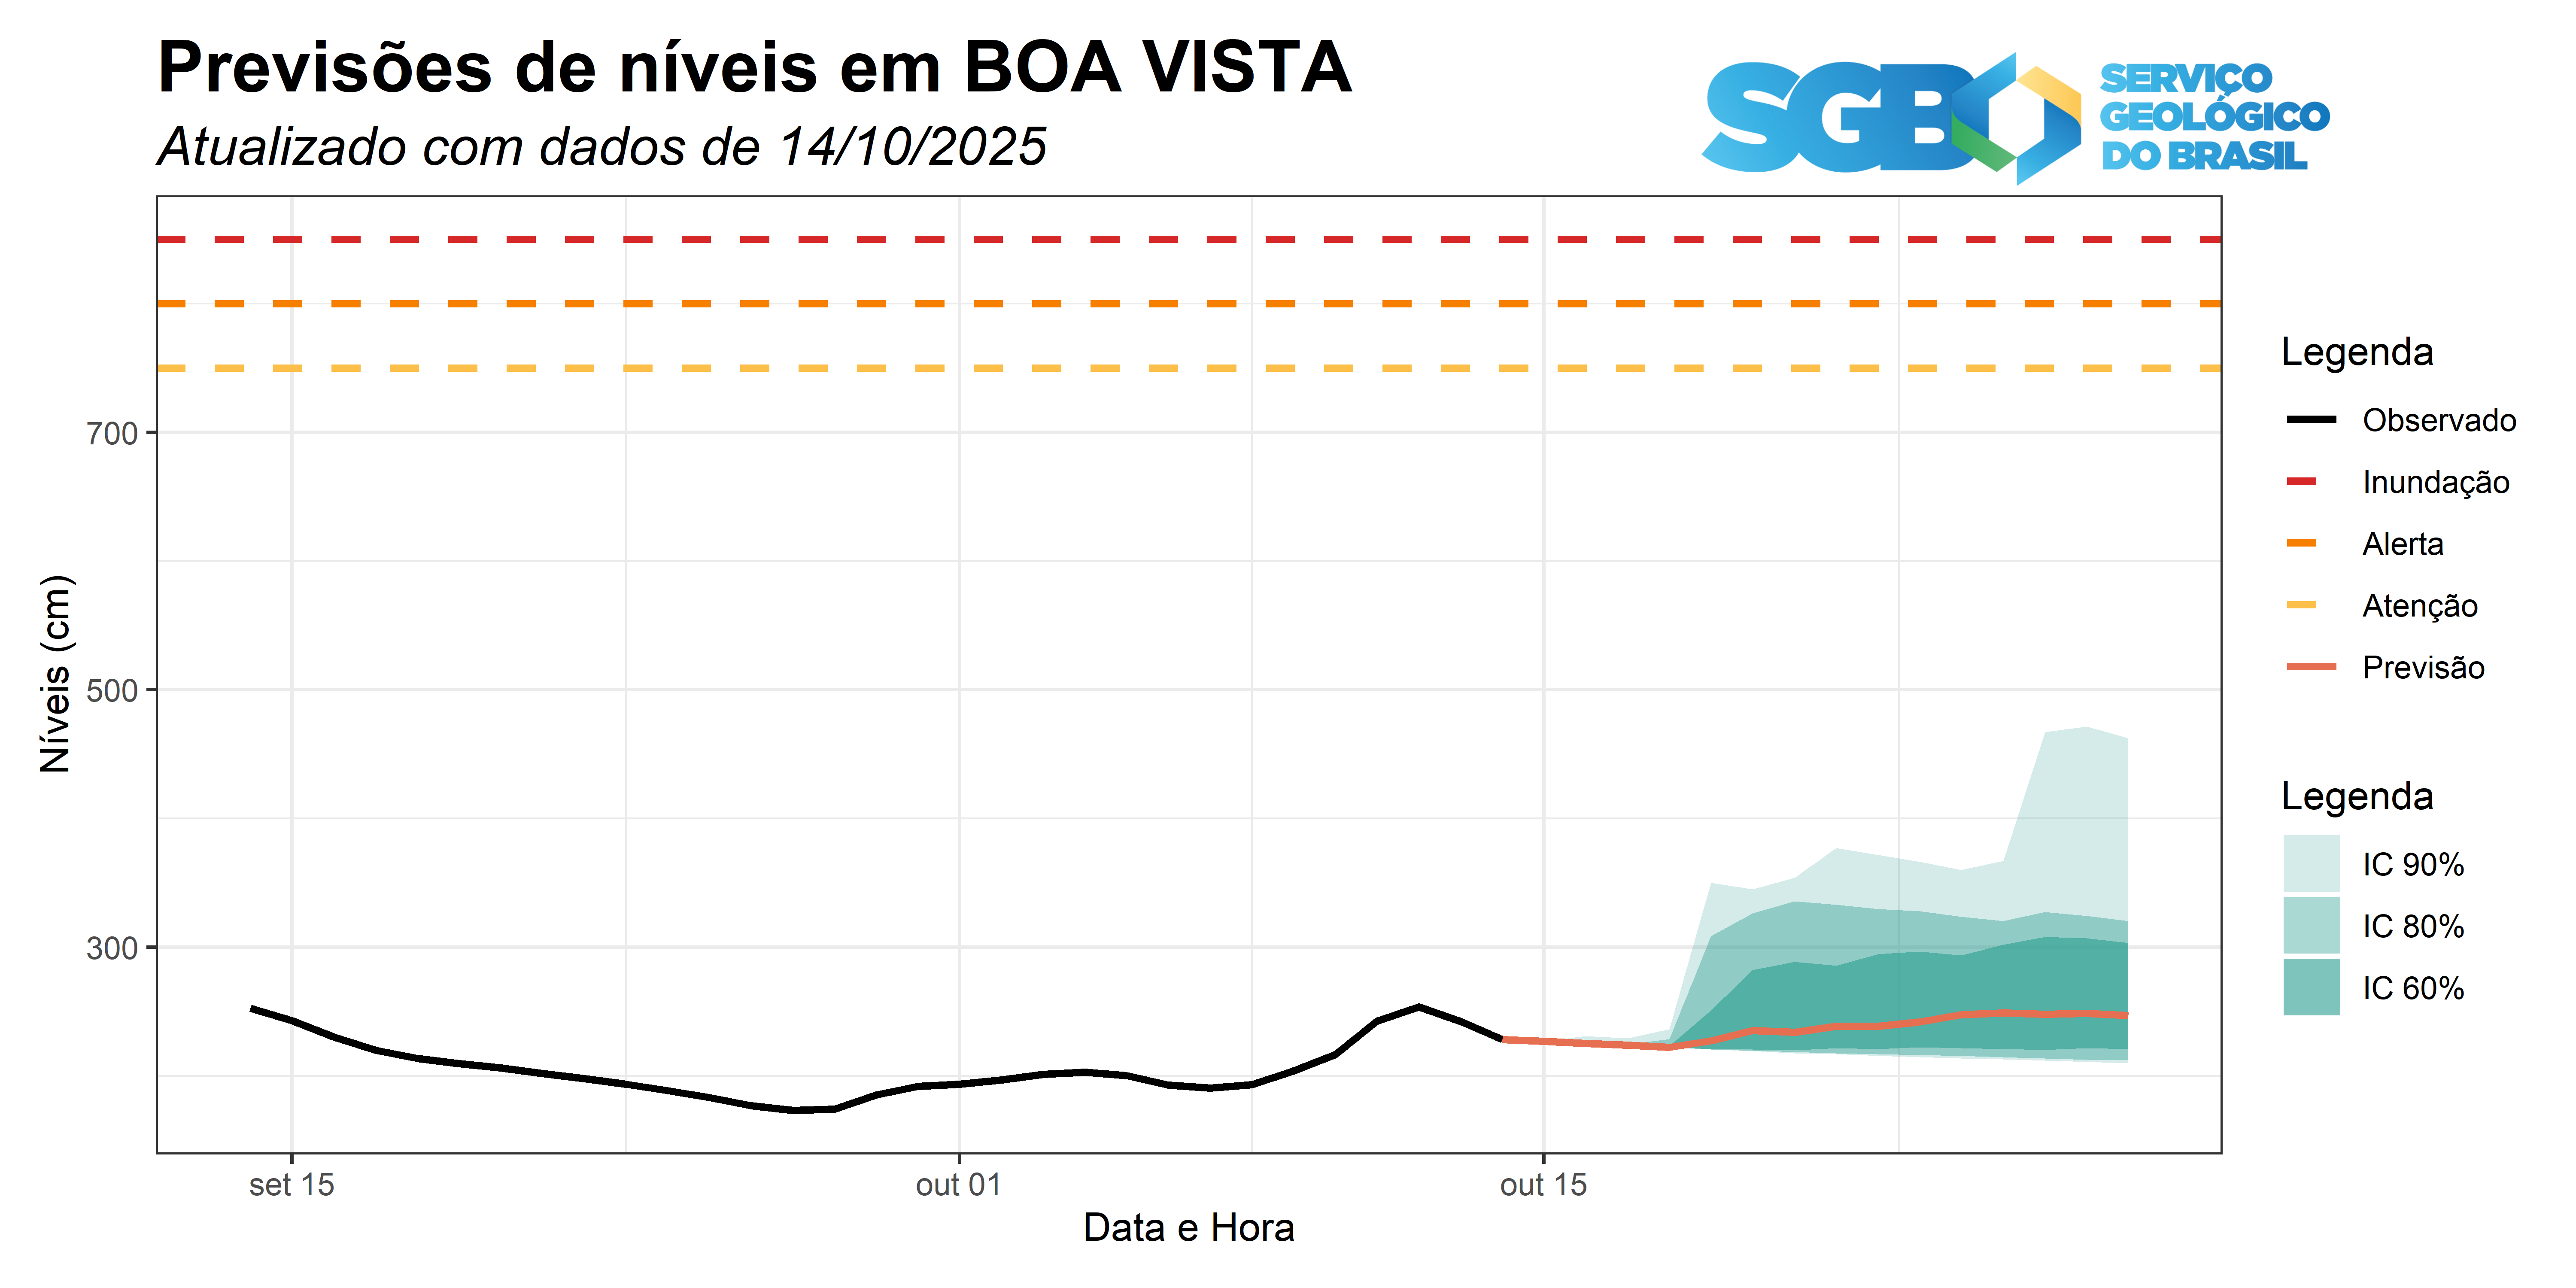 Previsões de níveis em BOA VISTA
Atualizado com dados de 14/10/2025
SGB
SERVIÇO
GEOLÓGICO
DO BRASIL
Níveis (cm)
700
500
300
set 15
out 01
out 15
Data e Hora
Legenda
Observado
Inundação
Alerta
Atenção
Previsão
Legenda
IC 90%
IC 80%
IC 60%